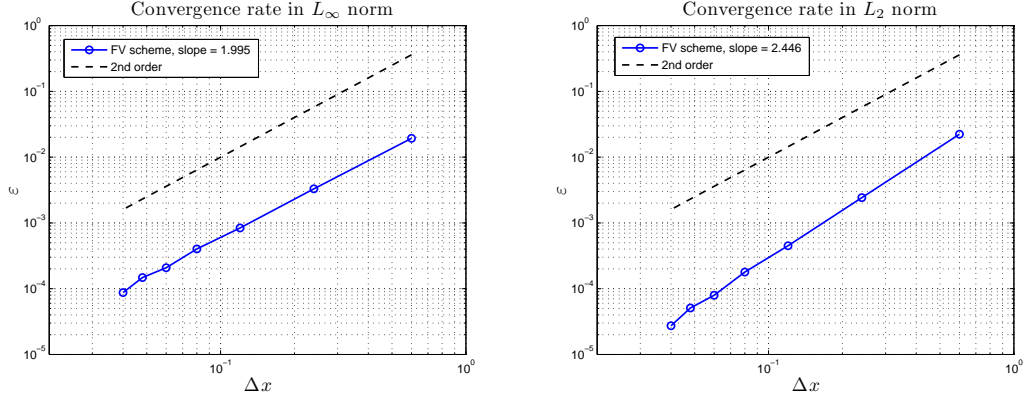 Convergence rate in L∞ norm
10^0
10^-1
10^-2
10^-3
10^-4
10^-5
ε
FV scheme, slope = 1.995
2nd order
10^-1
10^0
Δx
Convergence rate in L2 norm
10^0
10^-1
10^-2
10^-3
10^-4
10^-5
ε
FV scheme, slope = 2.446
2nd order
10^-1
10^0
Δx